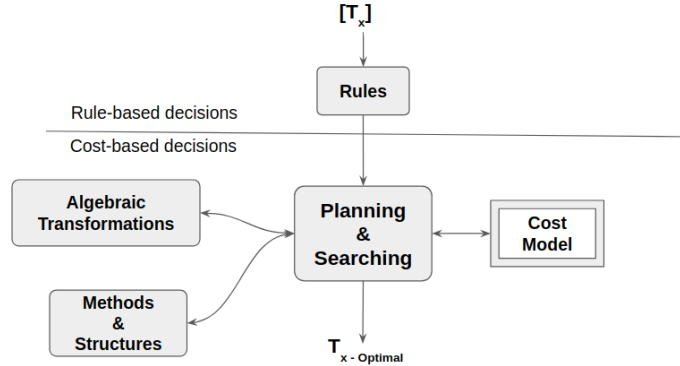 [Tx]
Rules
Rule-based decisions
Cost-based decisions
Algebraic
Transformations
Planning
&
Searching
Cost
Model
Methods
&
Structures
Tx - Optimal